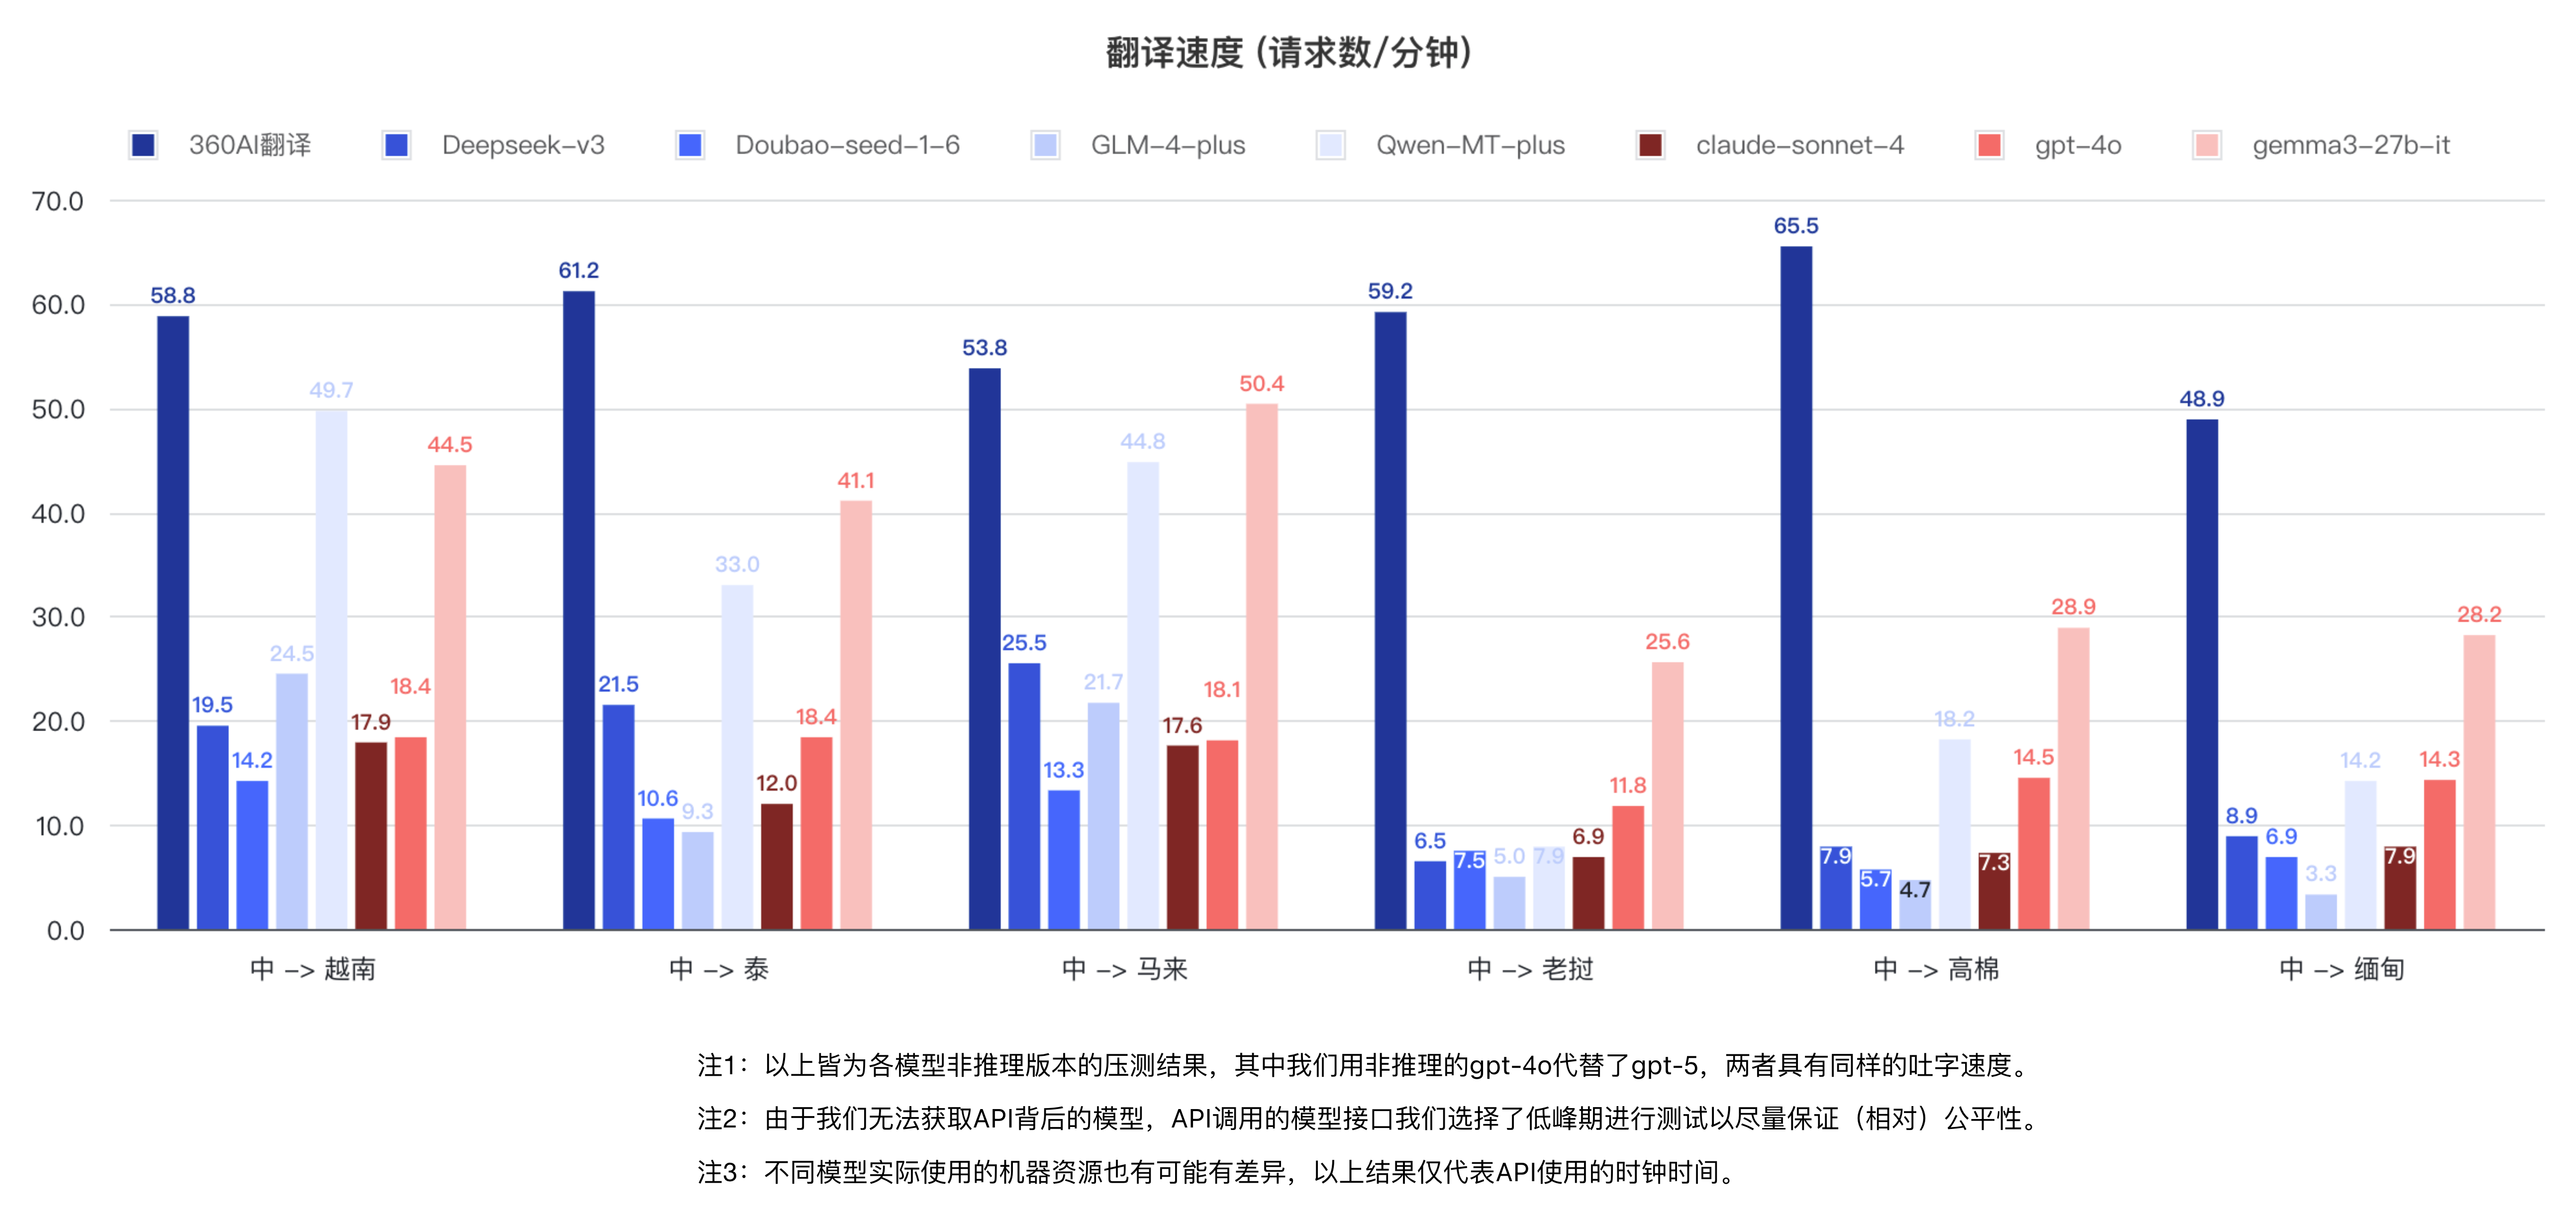 翻译速度 (请求数/分钟)
360AI翻译 Deepseek-v3 Doubao-seed-1-6 GLM-4-plus Qwen-MT-plus claude-sonnet-4 gpt-4o gemma3-27b-it
70.0
60.0
50.0
40.0
30.0
20.0
10.0
0.0
58.8 19.5 14.2 24.5 49.7 17.9 18.4 44.5
61.2 21.5 10.6 9.3 33.0 12.0 18.4 41.1
53.8 25.5 13.3 21.7 44.8 17.6 18.1 50.4
59.2 6.5 7.5 5.0 7.9 6.9 11.8 25.6
65.5 7.9 5.7 4.7 18.2 7.3 14.5 28.9
48.9 8.9 6.9 3.3 14.2 7.9 14.3 28.2
中 -> 越南 中 -> 泰 中 -> 马来 中 -> 老挝 中 -> 高棉 中 -> 缅甸
注1：以上皆为各模型非推理版本的压测结果，其中我们用非推理的gpt-4o代替了gpt-5，两者具有同样的吐字速度。
注2：由于我们无法获取API背后的模型，API调用的模型接口我们选择了低峰期进行测试以尽量保证（相对）公平性。
注3：不同模型实际使用的机器资源也有可能有差异，以上结果仅代表API使用的时钟时间。